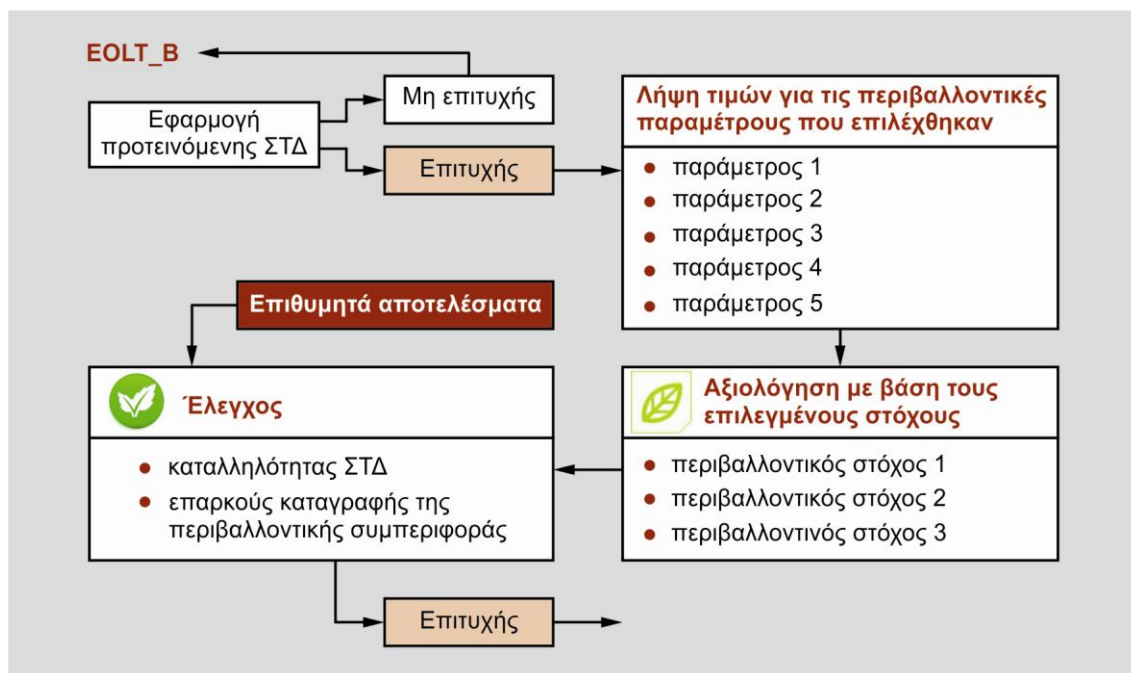 EOLT_B
Μη επιτυχής
Εφαρμογή
προτεινόμενης ΣΤΔ
Επιτυχής
Λήψη τιμών για τις περιβαλλοντικές
παραμέτρους που επιλέχθηκαν
παράμετρος 1
παράμετρος 2
παράμετρος 3
παράμετρος 4
παράμετρος 5
Επιθυμητά αποτελέσματα
Αξιολόγηση με βάση τους
επιλεγμένους στόχους
περιβαλλοντικός στόχος 1
περιβαλλοντικός στόχος 2
περιβαλλοντινός στόχος 3
Έλεγχος
καταλληλότητας ΣΤΔ
επαρκούς καταγραφής της
περιβαλλοντικής συμπεριφοράς
Επιτυχής